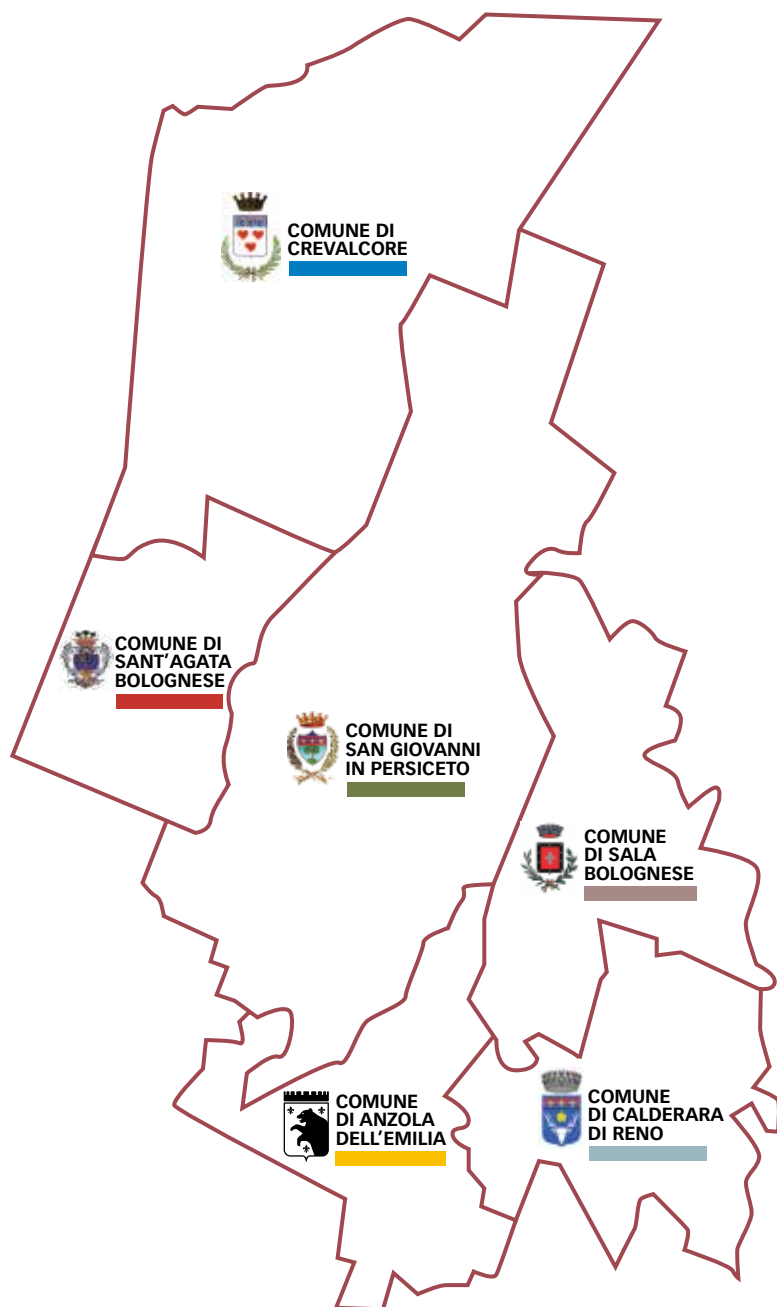 COMUNE DI
CREVALCORE
COMUNE DI
SANT'AGATA
BOLOGNESE
COMUNE DI
SAN GIOVANNI
IN PERSICETO
COMUNE
DI SALA
BOLOGNESE
COMUNE
DI ANZOLA
DELL'EMILIA
COMUNE
DI CALDERARA
DI RENO